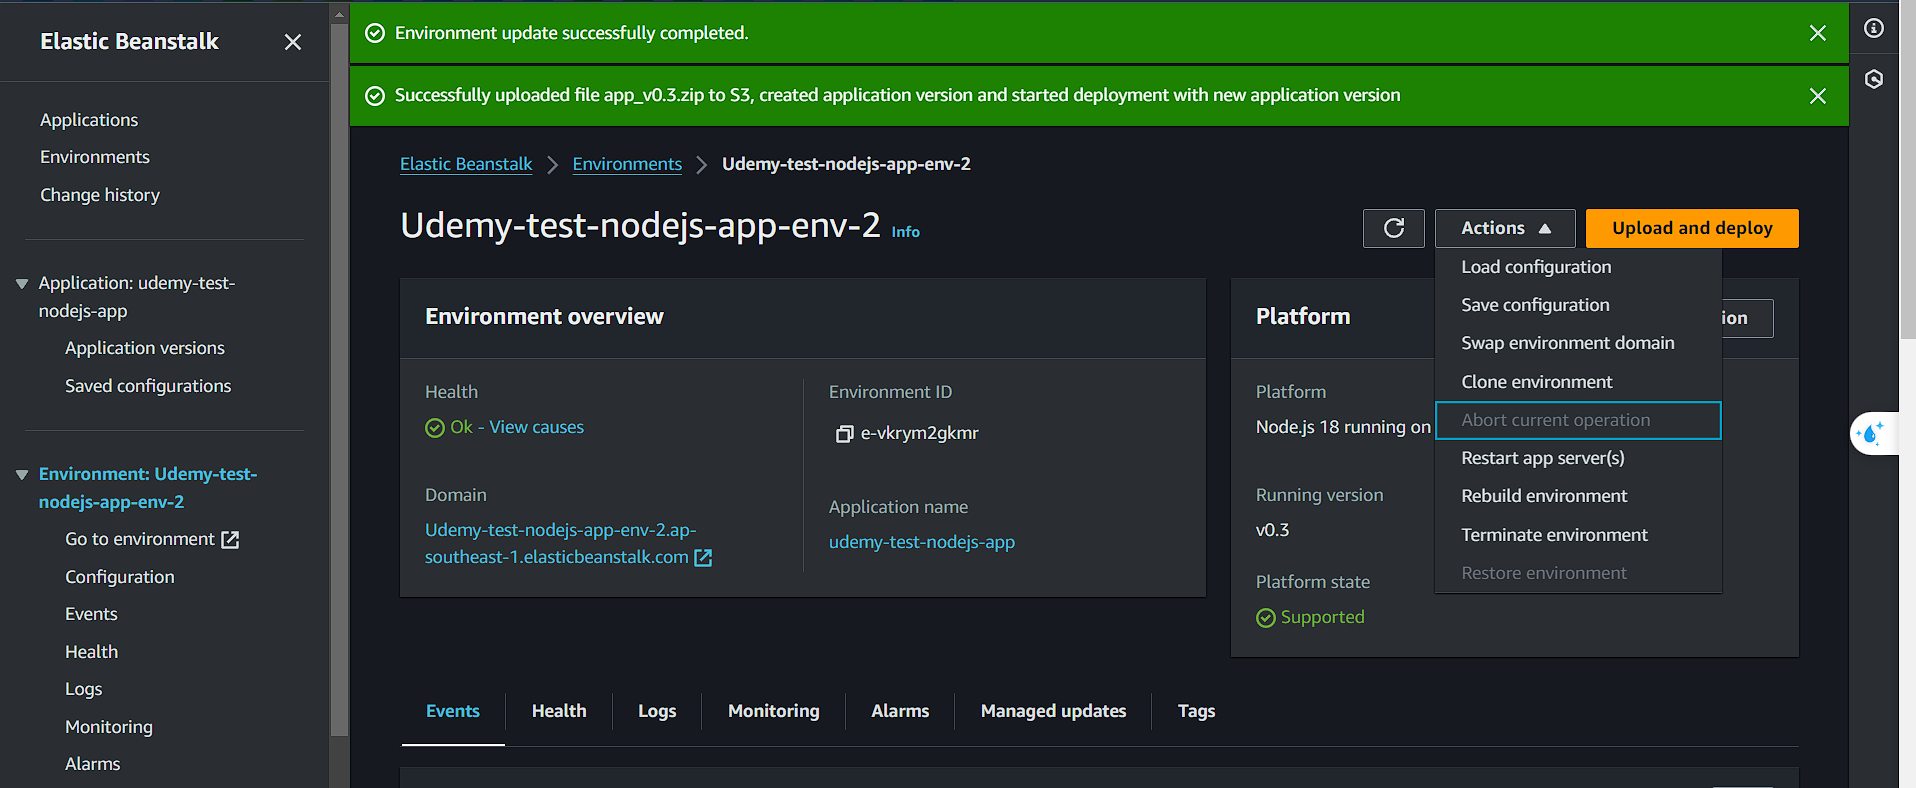 Elastic Beanstalk
Applications
Environments
Change history
Application: udemy-test-
nodejs-app
Application versions
Saved configurations
Environment: Udemy-test-
nodejs-app-env-2
Go to environment
Configuration
Events
Health
Logs
Monitoring
Alarms
Environment update successfully completed.
Successfully uploaded file app_v0.3.zip to S3, created application version and started deployment with new application version
Elastic Beanstalk Environments Udemy-test-nodejs-app-env-2
Udemy-test-nodejs-app-env-2 Info
Actions Upload and deploy
Load configuration
Save configuration
Swap environment domain
Clone environment
Abort current operation
Restart app server(s)
Rebuild environment
Terminate environment
Restore environment
Environment overview
Health
Ok - View causes
Domain
Udemy-test-nodejs-app-env-2.ap-
southeast-1.elasticbeanstalk.com
Environment ID
e-vkrym2gkmr
Application name
udemy-test-nodejs-app
Platform
ion
Platform
Node.js 18 running on
Running version
v0.3
Platform state
Supported
Events Health Logs Monitoring Alarms Managed updates Tags